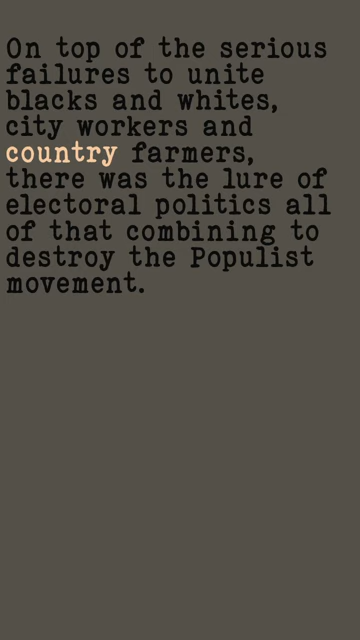 On top of the serious
failures to unite
blacks and whites,
city workers and
country farmers,
there was the lure of
electoral politics all
of that combining to
destroy the Populist
movement.